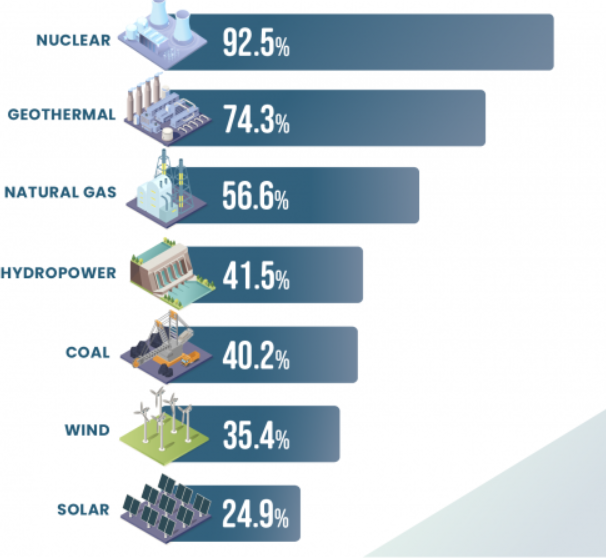 NUCLEAR 92.5%
GEOTHERMAL 74.3%
NATURAL GAS 56.6%
HYDROPOWER 41.5%
COAL 40.2%
WIND 35.4%
SOLAR 24.9%